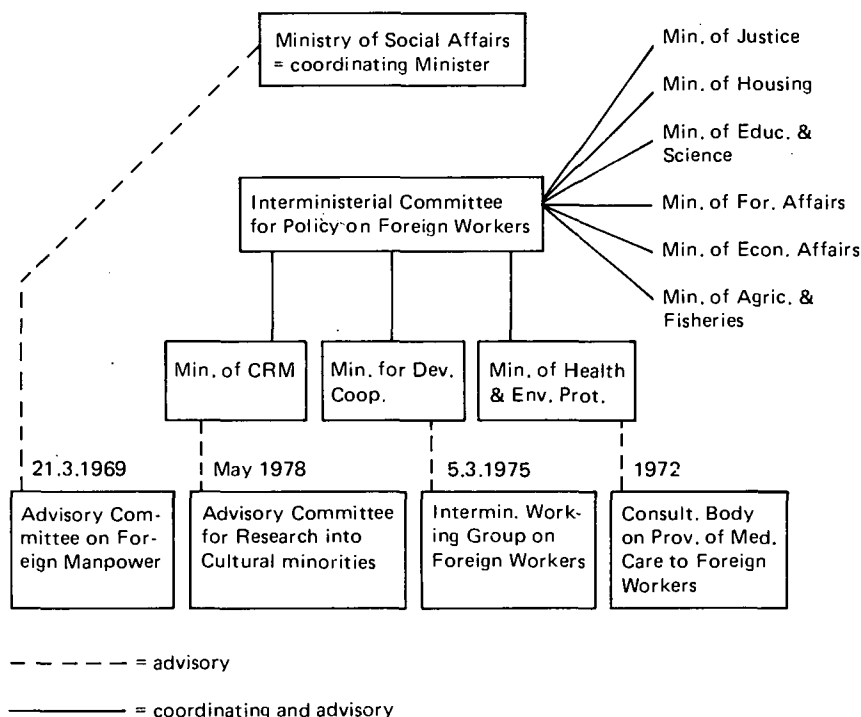 Ministry of Social Affairs
= coordinating Minister
Min. of Justice
Min. of Housing
Min. of Educ. &
Science
Min. of For. Affairs
Min. of Econ. Affairs
Min. of Agric. &
Fisheries
Interministerial Committee
for Policy on Foreign Workers
Min. of CRM
Min. for Dev.
Coop.
Min. of Health
& Env. Prot.
21.3.1969
May 1978
5.3.1975
1972
Advisory Com-
mittee on For-
eign Manpower
Advisory Committee
for Research into
Cultural minorities
Intermin. Work-
ing Group on
Foreign Workers
Consult. Body
on Prov. of Med.
Care to Foreign
Workers
= advisory
= coordinating and advisory